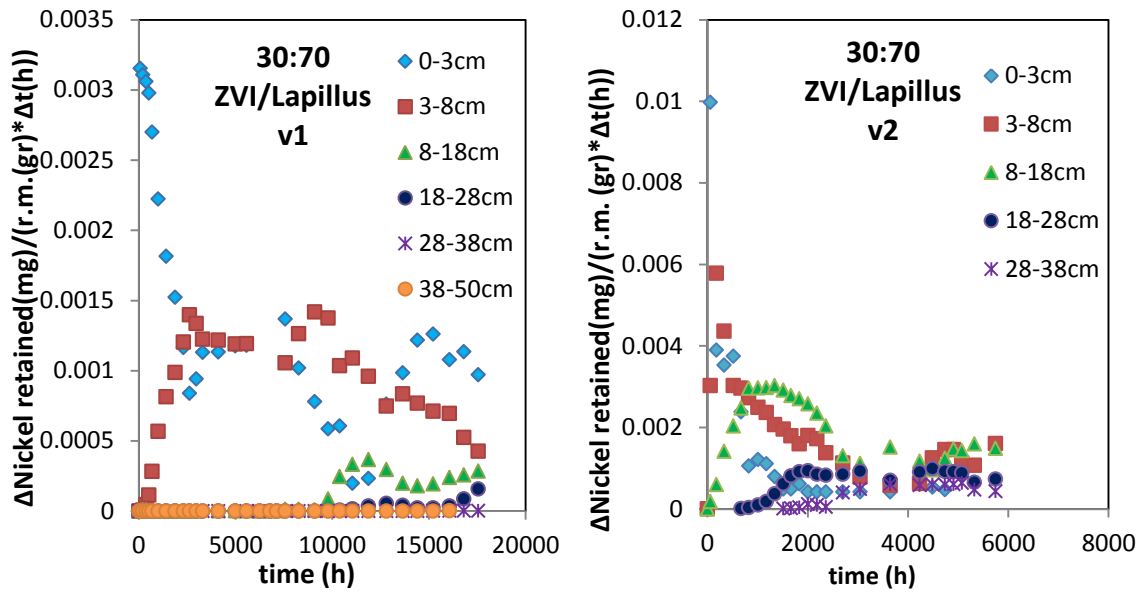 ΔNickel retained(mg)/(r.m.(gr)*Δt(h))
0.0035
0.003
0.0025
0.002
0.0015
0.001
0.0005
0
30:70
ZVI/Lapillus
v1
0-3cm
3-8cm
8-18cm
18-28cm
28-38cm
38-50cm
0 5000 10000 15000 20000
time (h)
ΔNickel retained(mg)/(r.m. (gr)*Δt(h))
0.012
0.01
0.008
0.006
0.004
0.002
0
30:70
ZVI/Lapillus
v2
0-3cm
3-8cm
8-18cm
18-28cm
28-38cm
0 2000 4000 6000 8000
time (h)